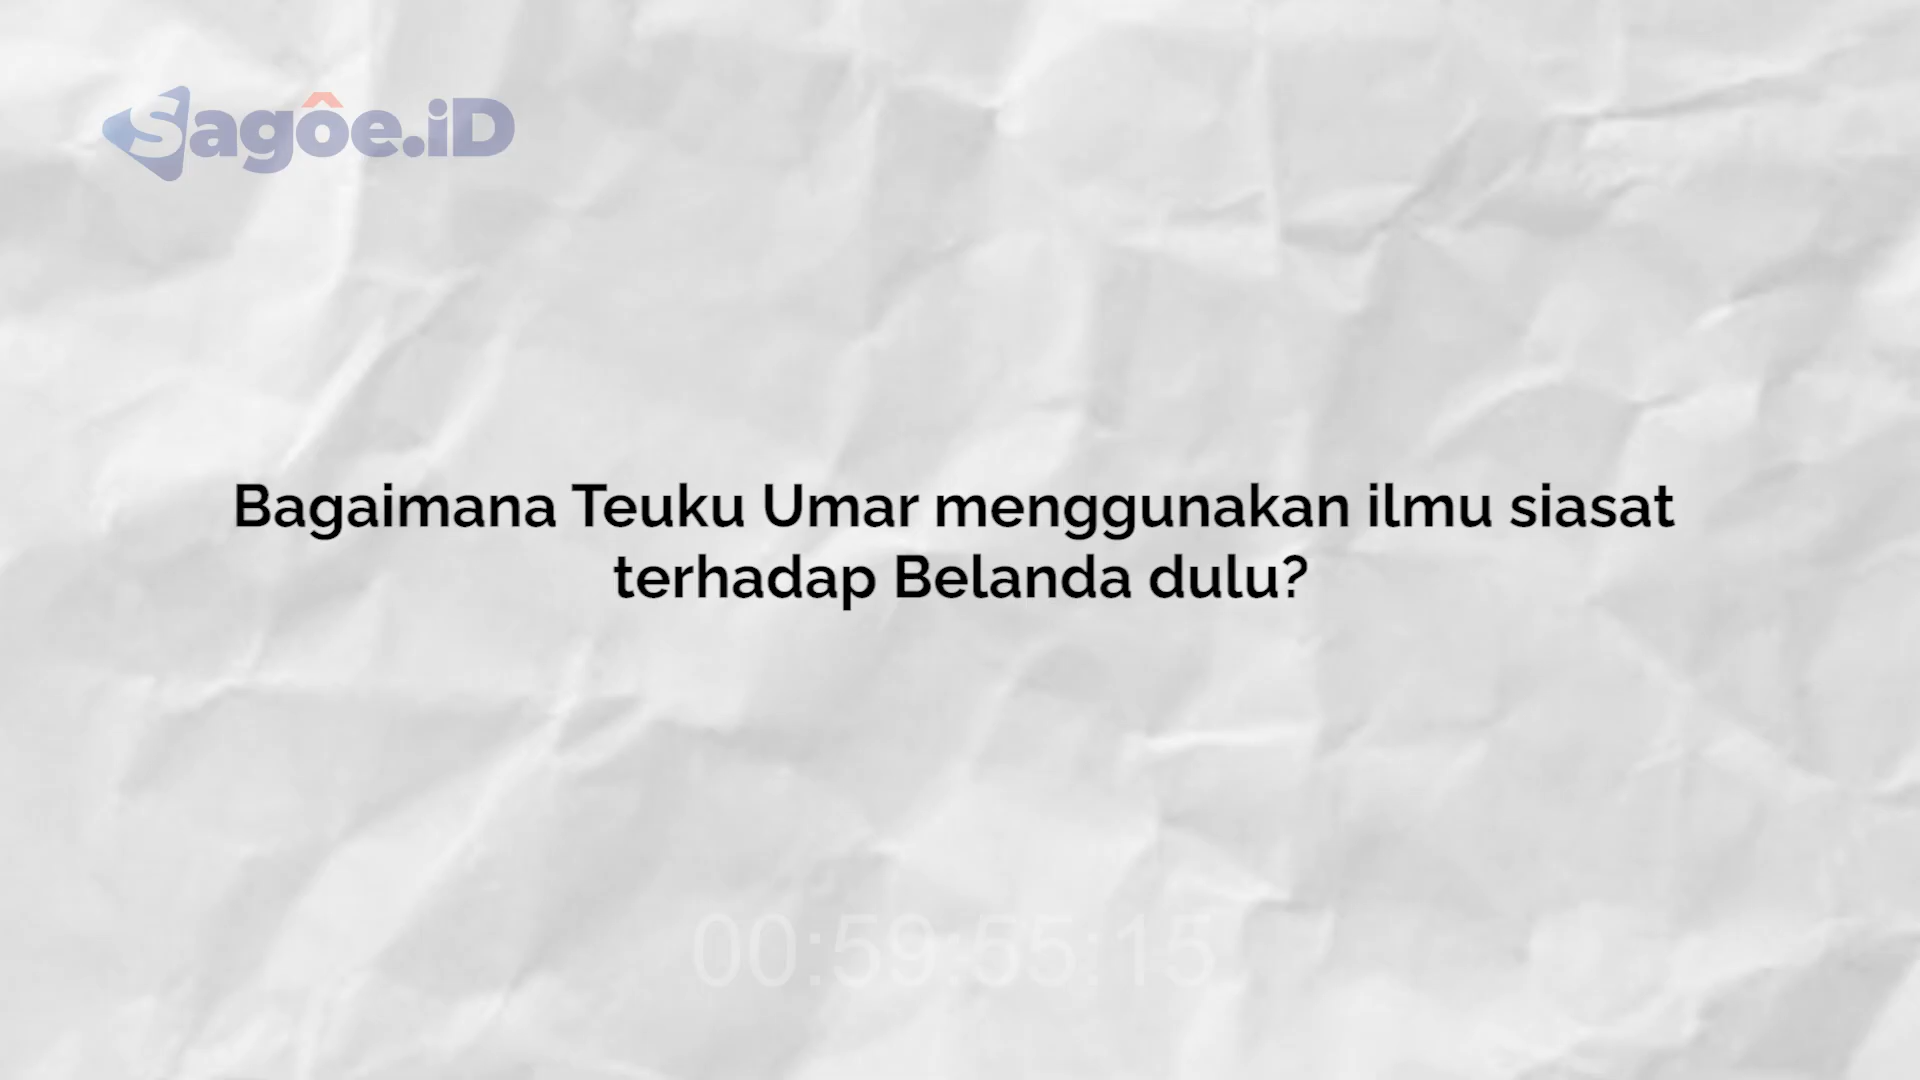 Sagôe.iD
Bagaimana Teuku Umar menggunakan ilmu siasat
terhadap Belanda dulu?
00:59:55:15